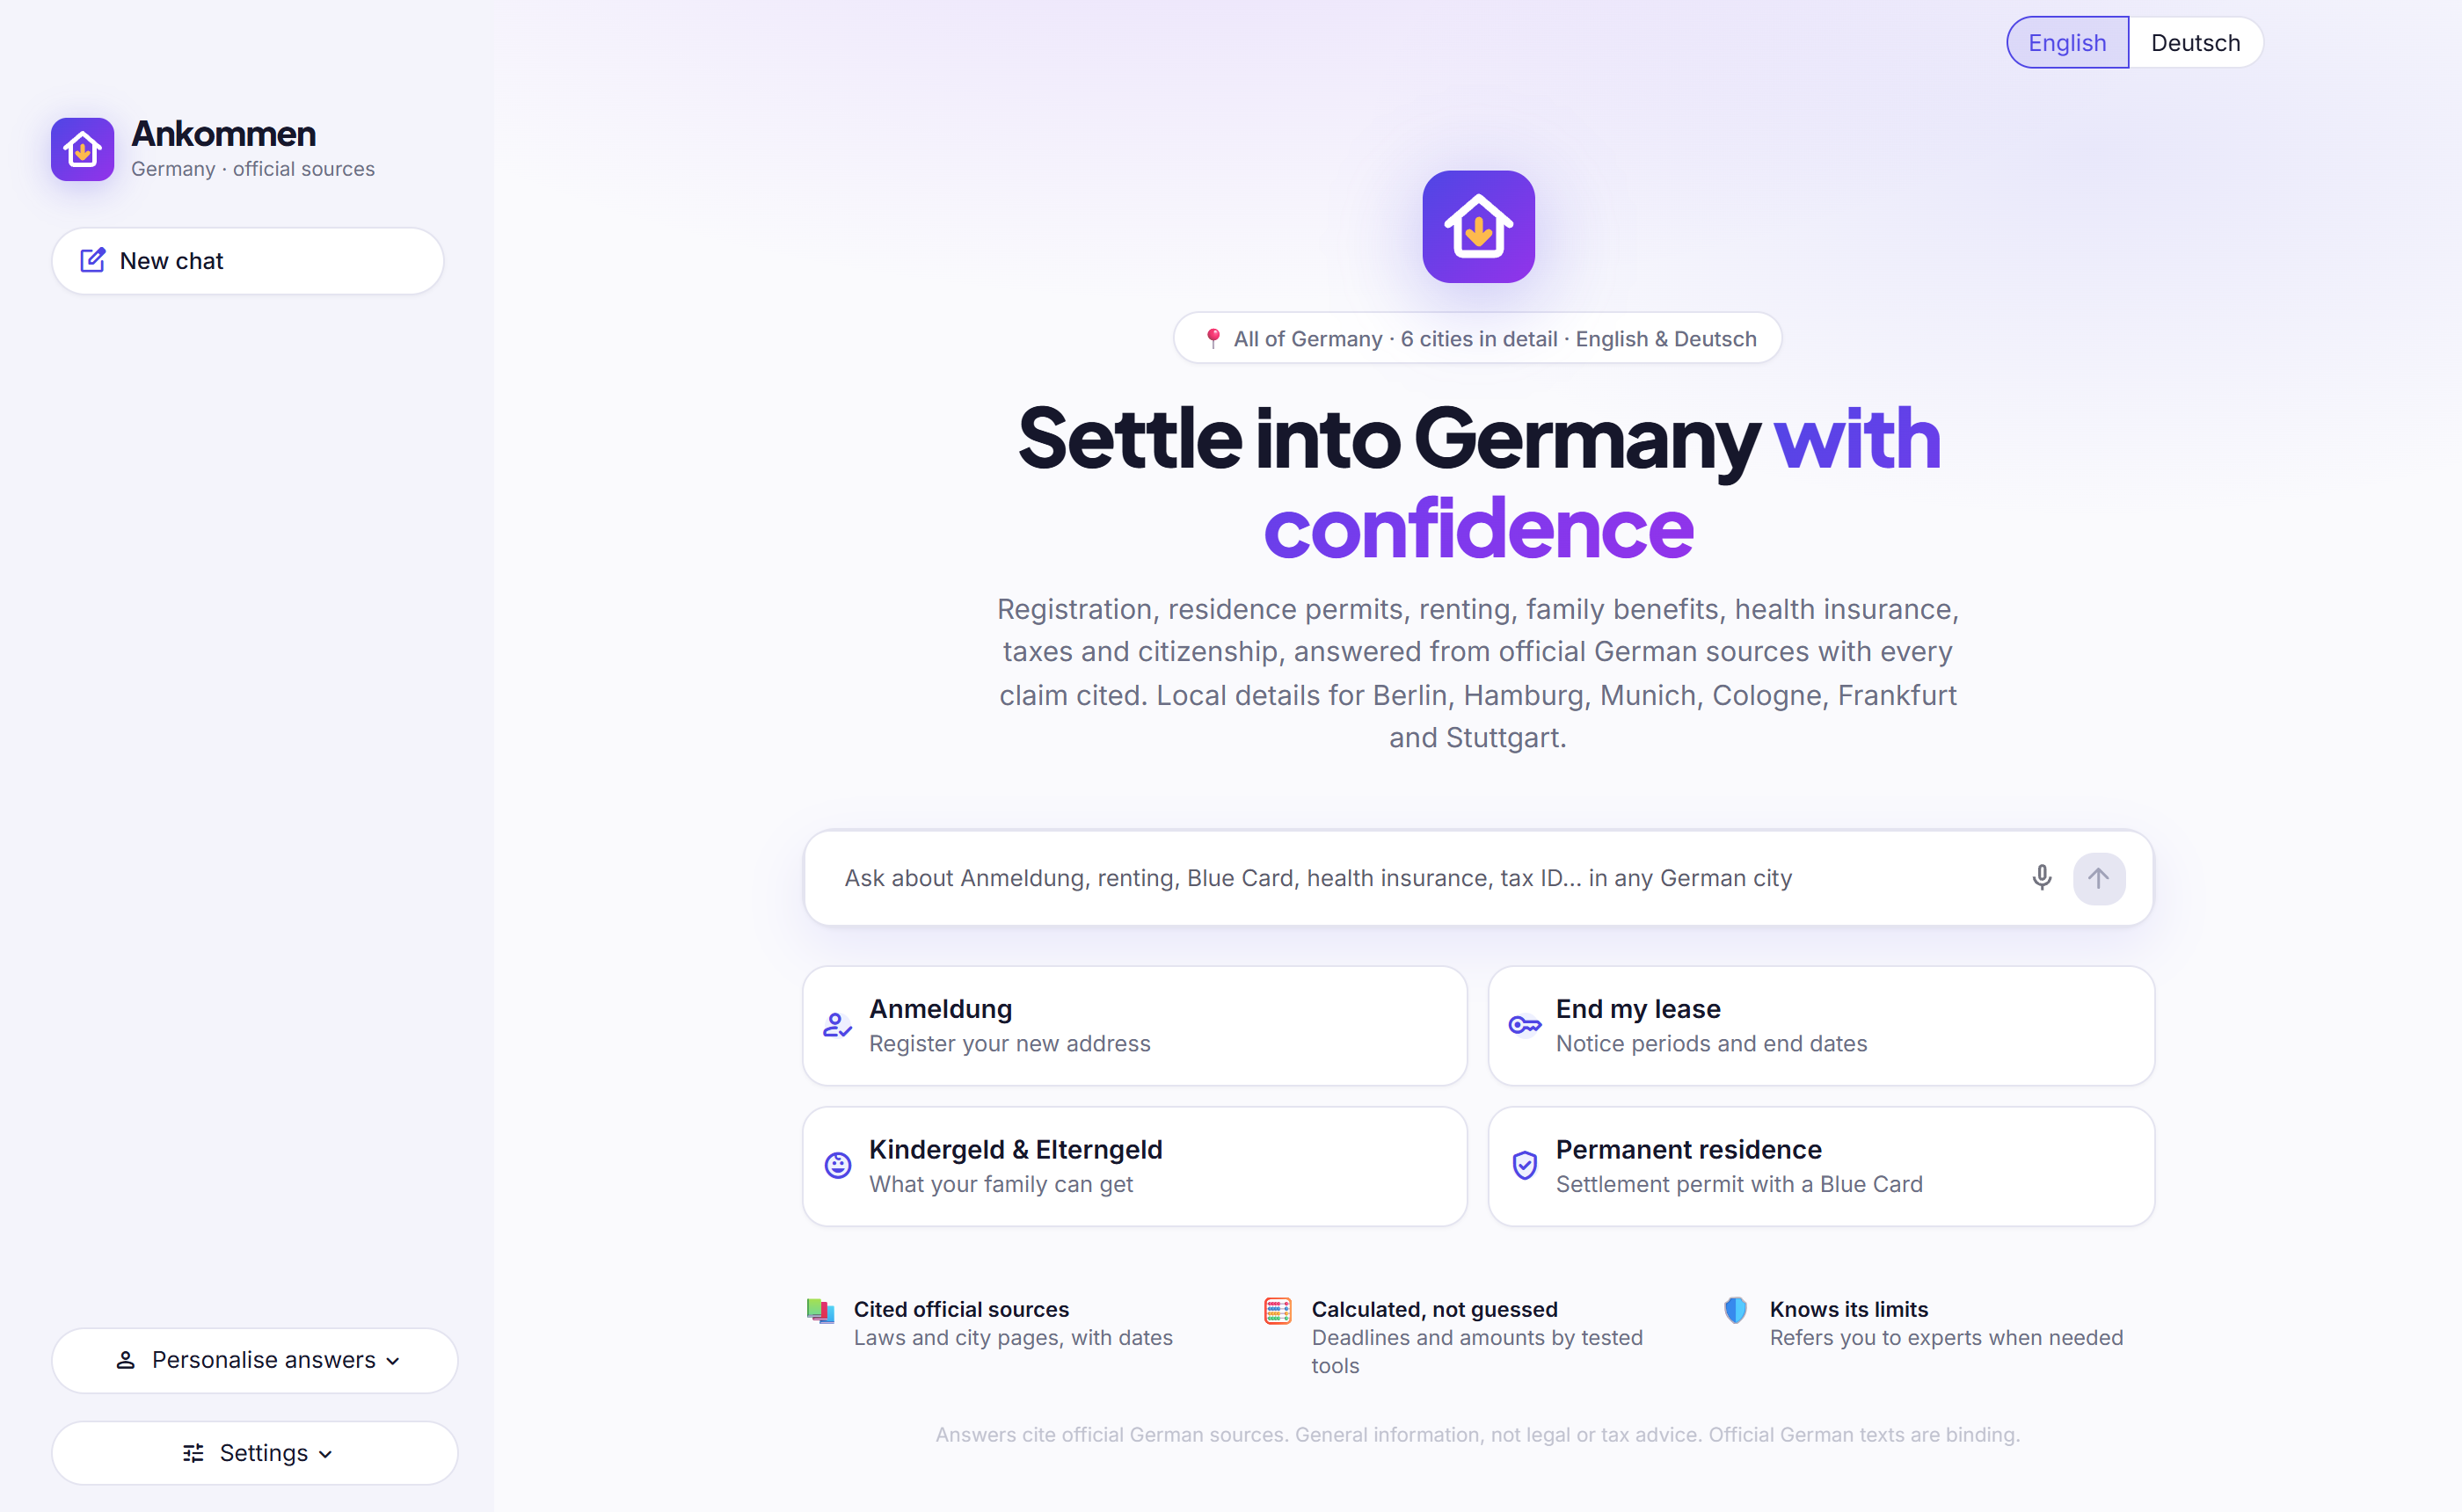 English
Deutsch
Ankommen
Germany · official sources
New chat
Personalise answers
Settings
All of Germany · 6 cities in detail · English & Deutsch
Settle into Germany with
confidence
Registration, residence permits, renting, family benefits, health insurance,
taxes and citizenship, answered from official German sources with every
claim cited. Local details for Berlin, Hamburg, Munich, Cologne, Frankfurt
and Stuttgart.
Ask about Anmeldung, renting, Blue Card, health insurance, tax ID... in any German city
Anmeldung
Register your new address
End my lease
Notice periods and end dates
Kindergeld & Elterngeld
What your family can get
Permanent residence
Settlement permit with a Blue Card
Cited official sources
Laws and city pages, with dates
Calculated, not guessed
Deadlines and amounts by tested
tools
Knows its limits
Refers you to experts when needed
Answers cite official German sources. General information, not legal or tax advice. Official German texts are binding.